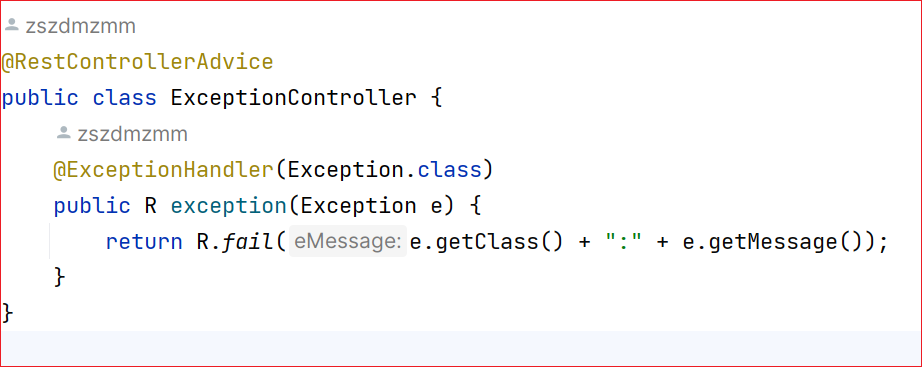 zszdmzmm
@RestControllerAdvice
public class ExceptionController {
zszdmzmm
@ExceptionHandler(Exception.class)
public R exception(Exception e) {
return R.fail( eMessage: e.getClass() + ":" + e.getMessage());
}
}